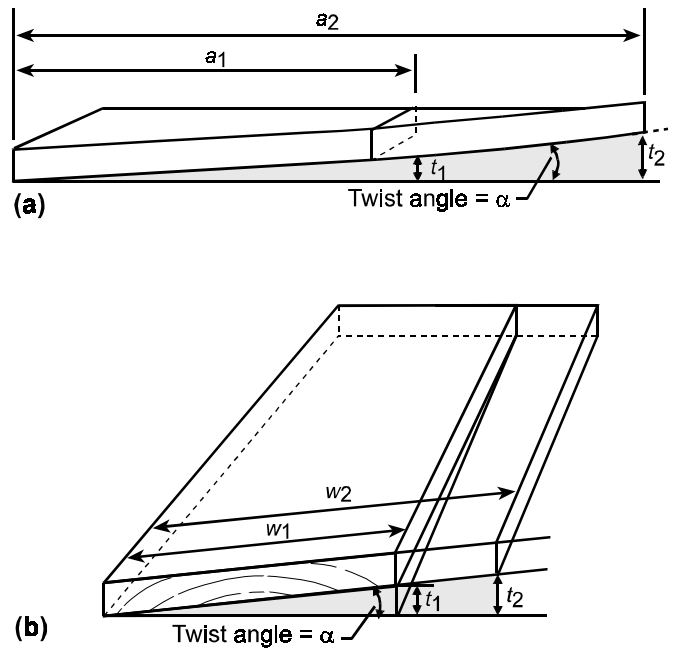 a2
a1
t1
t2
Twist angle = α
(a)
w2
w1
t1
t2
Twist angle = α
(b)